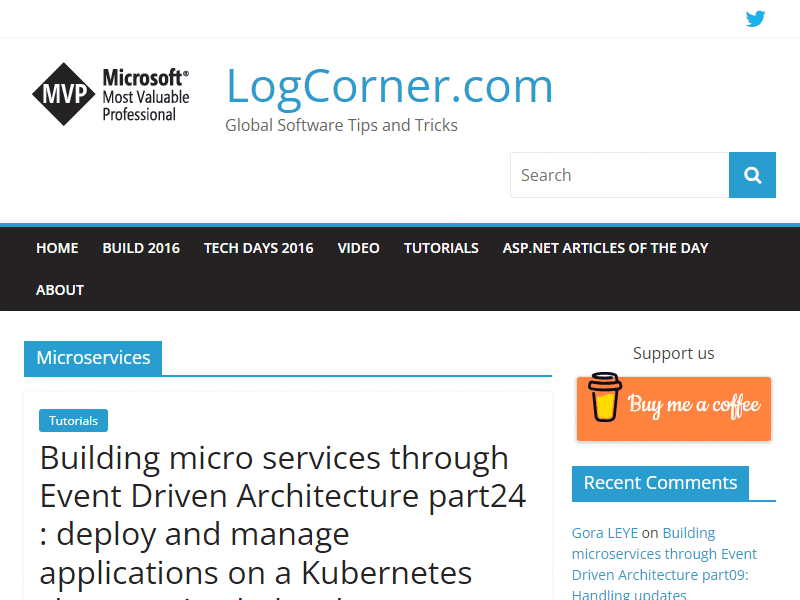 MVP
Microsoft®
Most Valuable
Professional
LogCorner.com
Global Software Tips and Tricks
Search
HOME BUILD 2016 TECH DAYS 2016 VIDEO TUTORIALS ASP.NET ARTICLES OF THE DAY
ABOUT
Microservices
Tutorials
Building micro services through
Event Driven Architecture part24
: deploy and manage
applications on a Kubernetes
Support us
Buy me a coffee
Recent Comments
Gora LEYE on Building
microservices through Event
Driven Architecture part09:
Handling updates